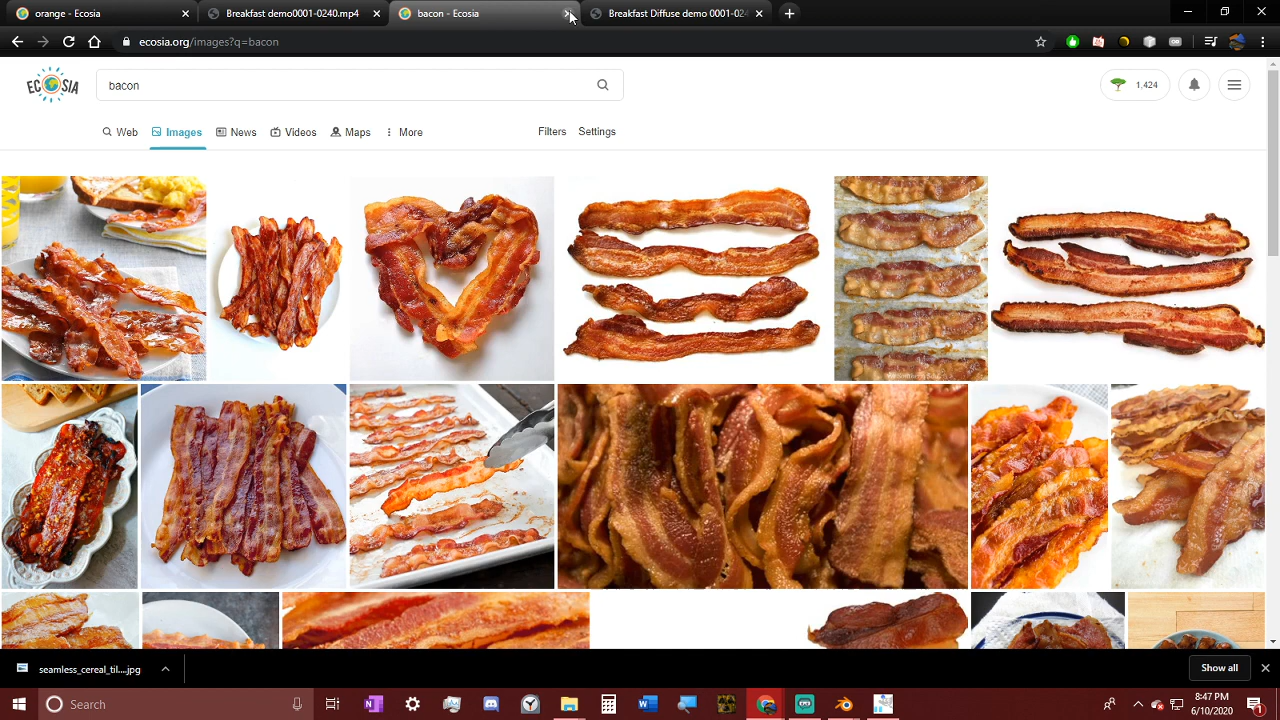 orange - Ecosia
Breakfast demo0001-0240.mp4
bacon - Ecosia
Breakfast Diffuse demo 0001-024
ecosia.org/images?q=bacon
ECOSIA
bacon
1,424
Web
Images
News
Videos
Maps
More
Filters
Settings
seamless_cereal_til....jpg
Show all
Search
8:47 PM
6/10/2020